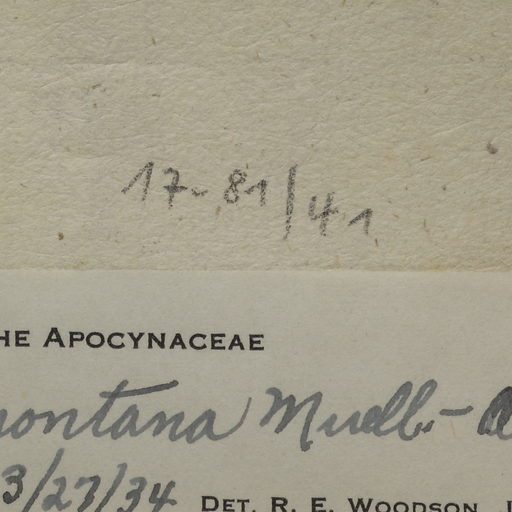 17-81/41
HE APOCYNACEAE
montana Muell.-
3/27/34 DET. R. E. WOODSON, J